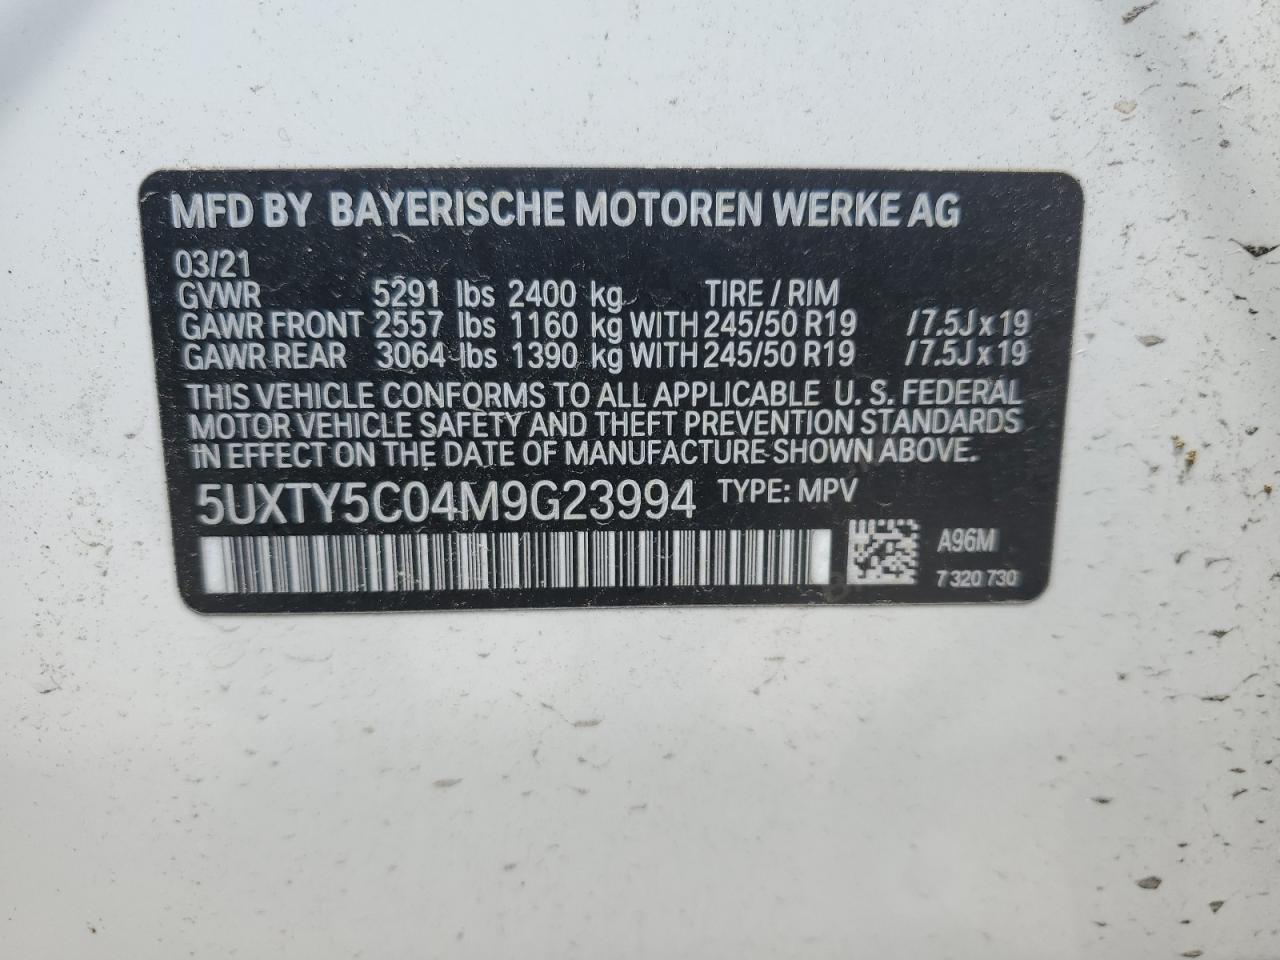 MFD BY BAYERISCHE MOTOREN WERKE AG
03/21
GVWR 5291 lbs 2400 kg TIRE / RIM
GAWR FRONT 2557 lbs 1160 kg WITH 245/50 R19 /7.5J x 19
GAWR REAR 3064 lbs 1390 kg WITH 245/50 R19 /7.5J x 19
THIS VEHICLE CONFORMS TO ALL APPLICABLE U. S. FEDERAL
MOTOR VEHICLE SAFETY AND THEFT PREVENTION STANDARDS
IN EFFECT ON THE DATE OF MANUFACTURE SHOWN ABOVE.
5UXTY5C04M9G23994 TYPE: MPV
A96M
7 320 730